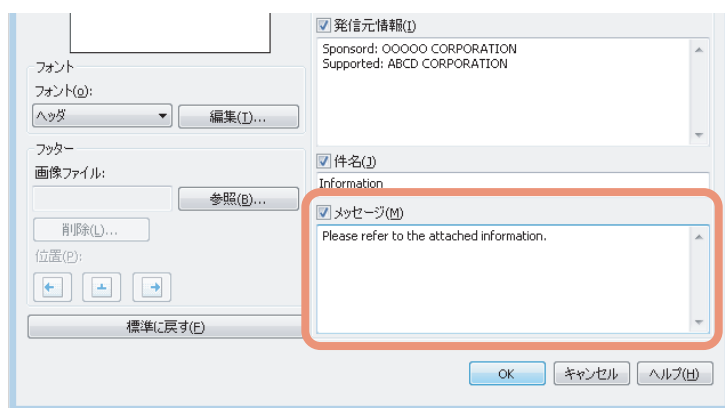 発信元情報(I)
Sponsord: OOOOO CORPORATION
Supported: ABCD CORPORATION
フォント
フォント(o):
ヘッダ
編集(T)...
フッター
画像ファイル:
参照(B)...
削除(L)...
位置(P):
標準に戻す(F)
件名(J)
Information
メッセージ(M)
Please refer to the attached information.
OK
キャンセル
ヘルプ(H)